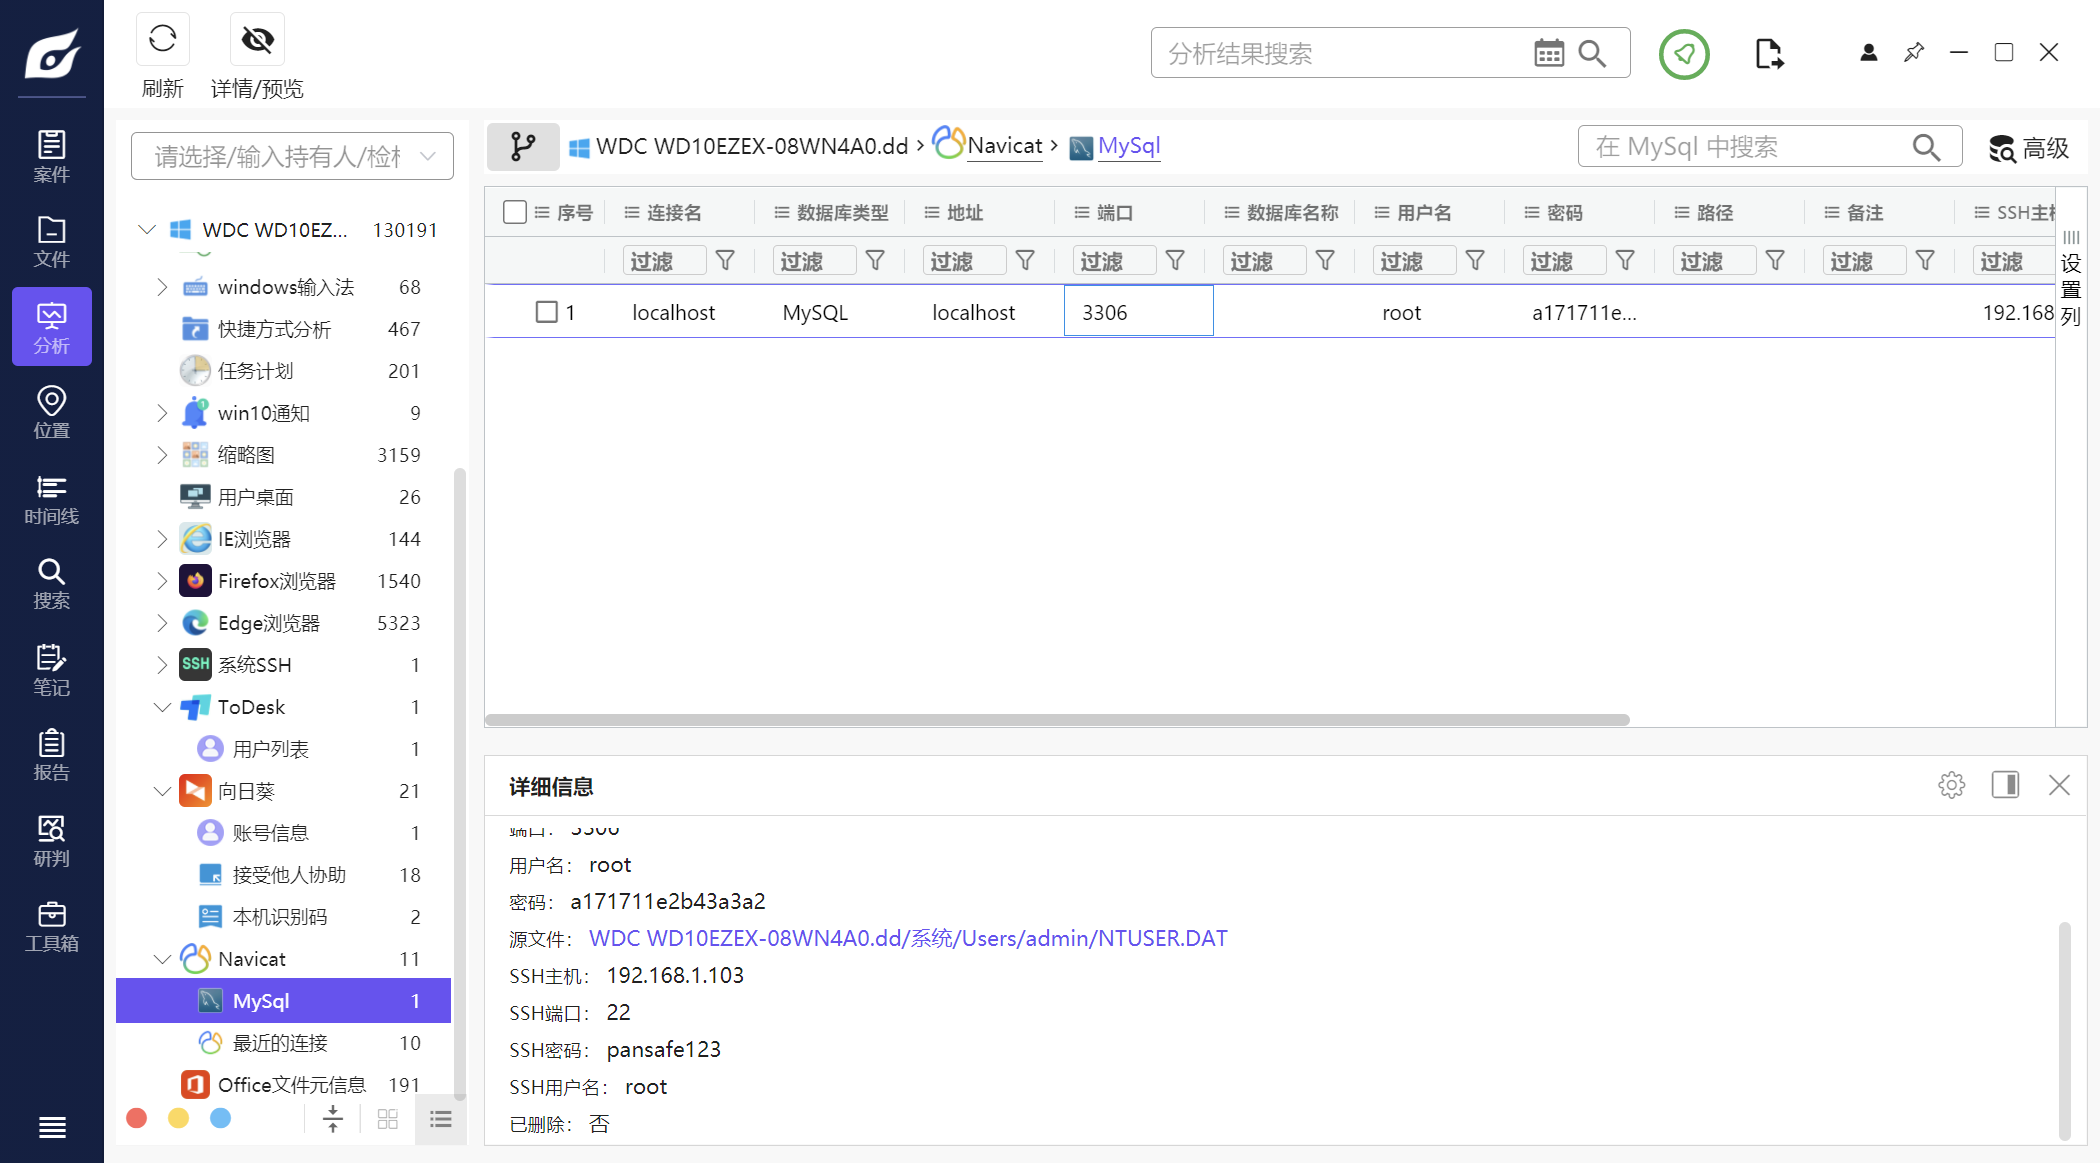 刷新
详情/预览
分析结果搜索
案件
文件
分析
位置
时间线
搜索
笔记
报告
研判
工具箱
请选择/输入持有人/检
WDC WD10EZ... 130191
windows输入法 68
快捷方式分析 467
任务计划 201
win10通知 9
缩略图 3159
用户桌面 26
IE浏览器 144
Firefox浏览器 1540
Edge浏览器 5323
SSH 系统SSH 1
ToDesk 1
用户列表 1
向日葵 21
账号信息 1
接受他人协助 18
本机识别码 2
Navicat 11
MySql 1
最近的连接 10
Office文件元信息 191
WDC WD10EZEX-08WN4A0.dd › Navicat › MySql
在 MySql 中搜索
高级
序号 连接名 数据库类型 地址 端口 数据库名称 用户名 密码 路径 备注 SSH主机
过滤 过滤 过滤 过滤 过滤 过滤 过滤 过滤 过滤 过滤
1 localhost MySQL localhost 3306 root a171711e... 192.168
设置列
详细信息
端口： 3306
用户名： root
密码： a171711e2b43a3a2
源文件： WDC WD10EZEX-08WN4A0.dd/系统/Users/admin/NTUSER.DAT
SSH主机： 192.168.1.103
SSH端口： 22
SSH密码： pansafe123
SSH用户名： root
已删除： 否